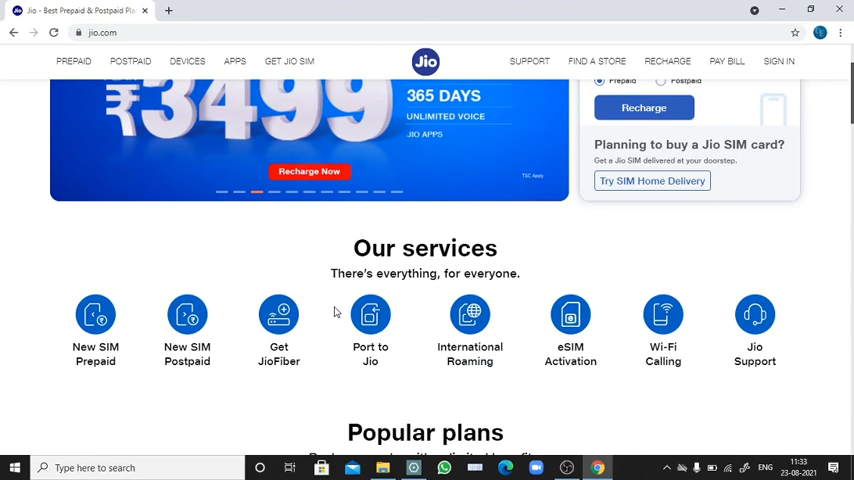 Jio - Best Prepaid & Postpaid Pla
jio.com
PREPAID POSTPAID DEVICES APPS GET JIO SIM Jio SUPPORT FIND A STORE RECHARGE PAY BILL SIGN IN
₹3499
365 DAYS
UNLIMITED VOICE
JIO APPS
Recharge Now
T&C Apply
Prepaid Postpaid
Recharge
Planning to buy a Jio SIM card?
Get a Jio SIM delivered at your doorstep.
Try SIM Home Delivery
Our services
There's everything, for everyone.
New SIM Prepaid
New SIM Postpaid
Get JioFiber
Port to Jio
International Roaming
eSIM Activation
Wi-Fi Calling
Jio Support
Popular plans
Type here to search
ENG
11:33
23-08-2021